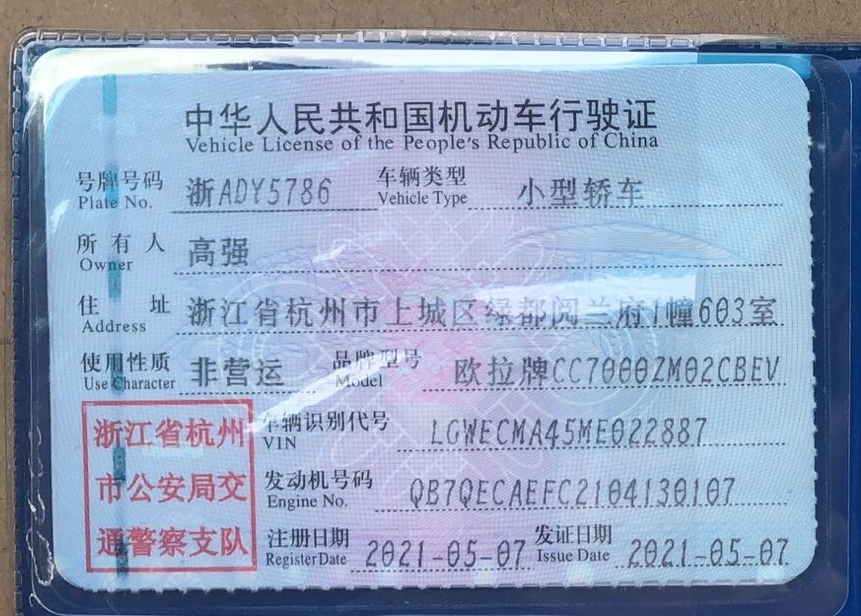 中华人民共和国机动车行驶证
Vehicle License of the People's Republic of China
号牌号码 浙ADY5786 车辆类型 小型轿车
Plate No. Vehicle Type
所有人 高强
Owner
住址 浙江省杭州市上城区绿都阅兰府1幢603室
Address
使用性质 非营运 品牌型号 欧拉牌CC7000ZM02CBEV
Use Character Model
浙江省杭州
市公安局交
通警察支队
车辆识别代号 LGWECMA45ME022887
VIN
发动机号码 QB7QECAEFC2104130107
Engine No.
注册日期 2021-05-07 发证日期 2021-05-07
Register Date Issue Date